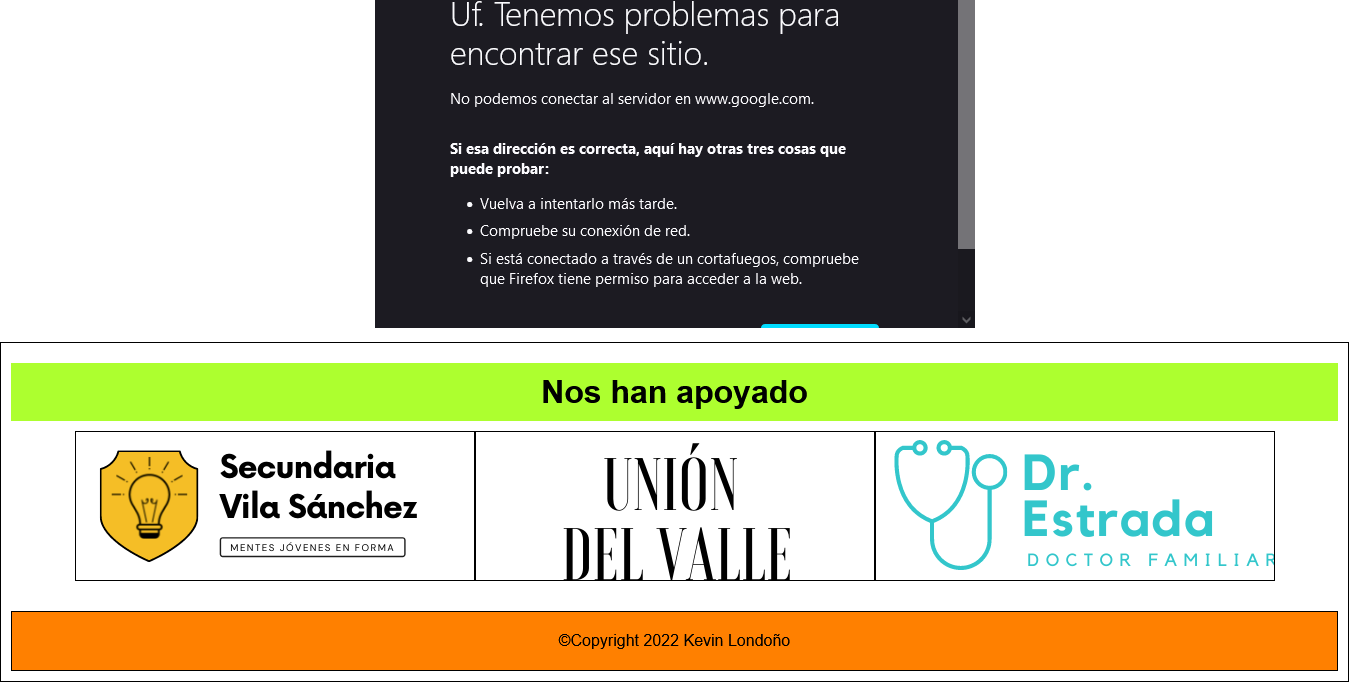 Uf. Tenemos problemas para
encontrar ese sitio.
No podemos conectar al servidor en www.google.com.
Si esa dirección es correcta, aquí hay otras tres cosas que
puede probar:
Vuelva a intentarlo más tarde.
Compruebe su conexión de red.
Si está conectado a través de un cortafuegos, compruebe
que Firefox tiene permiso para acceder a la web.
Nos han apoyado
Secundaria
Vila Sánchez
MENTES JÓVENES EN FORMA
UNIÓN
DEL VALLE
Dr.
Estrada
DOCTOR FAMILIAR
©Copyright 2022 Kevin Londoño